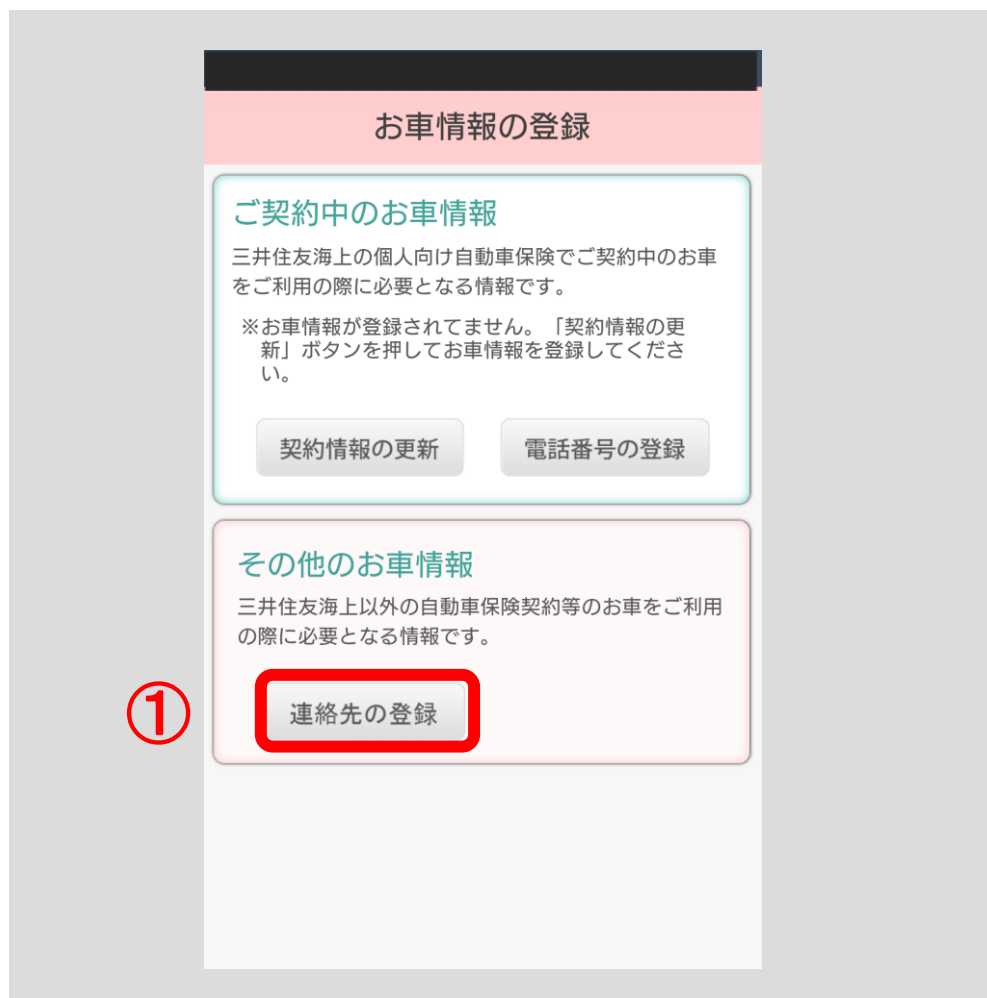 お車情報の登録
ご契約中のお車情報
三井住友海上の個人向け自動車保険でご契約中のお車
をご利用の際に必要となる情報です。
※お車情報が登録されてません。「契約情報の更
新」ボタンを押してお車情報を登録してくださ
い。
契約情報の更新
電話番号の登録
その他のお車情報
三井住友海上以外の自動車保険契約等のお車をご利用
の際に必要となる情報です。
①
連絡先の登録